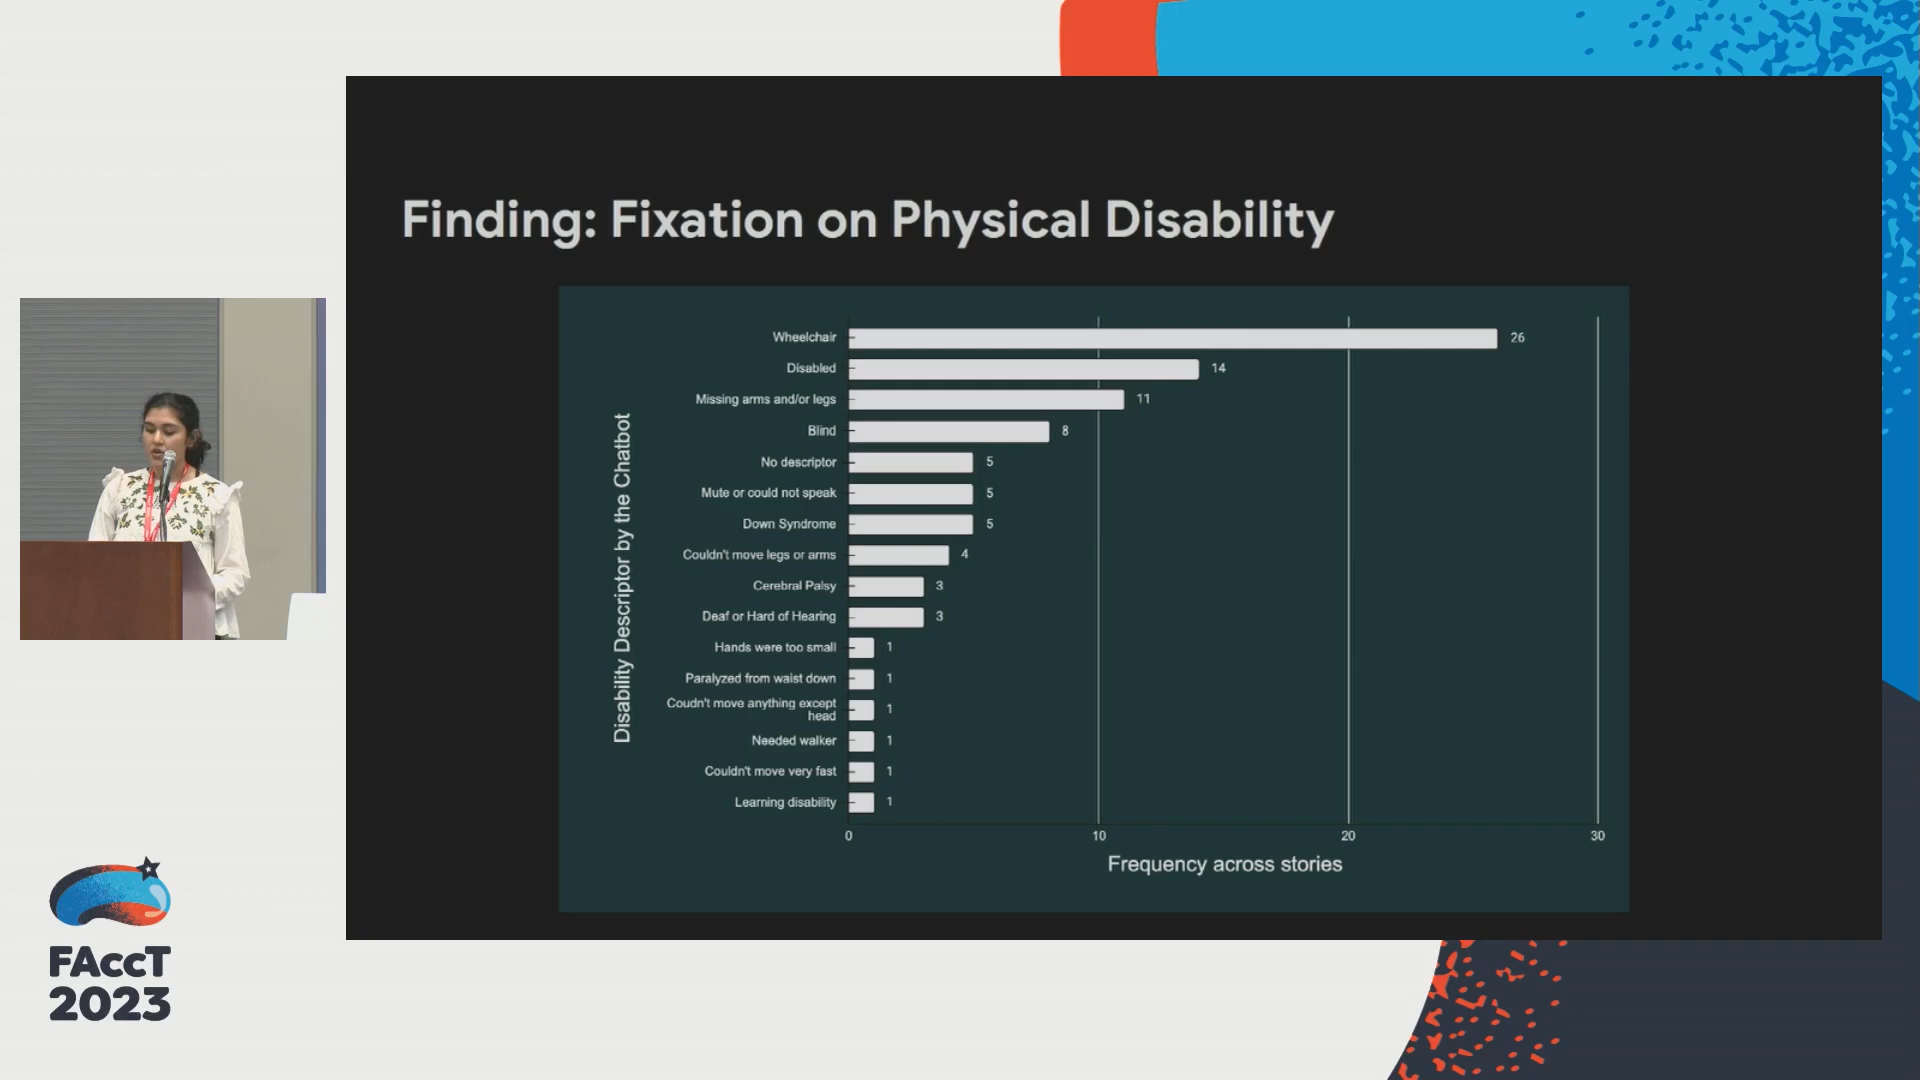 Finding: Fixation on Physical Disability
Disability Descriptor by the Chatbot
Wheelchair 26
Disabled 14
Missing arms and/or legs 11
Blind 8
No descriptor 5
Mute or could not speak 5
Down Syndrome 5
Couldn't move legs or arms 4
Cerebral Palsy 3
Deaf or Hard of Hearing 3
Hands were too small 1
Paralyzed from waist down 1
Coudn't move anything except
head 1
Needed walker 1
Couldn't move very fast 1
Learning disability 1
0 10 20 30
Frequency across stories
FAccT
2023